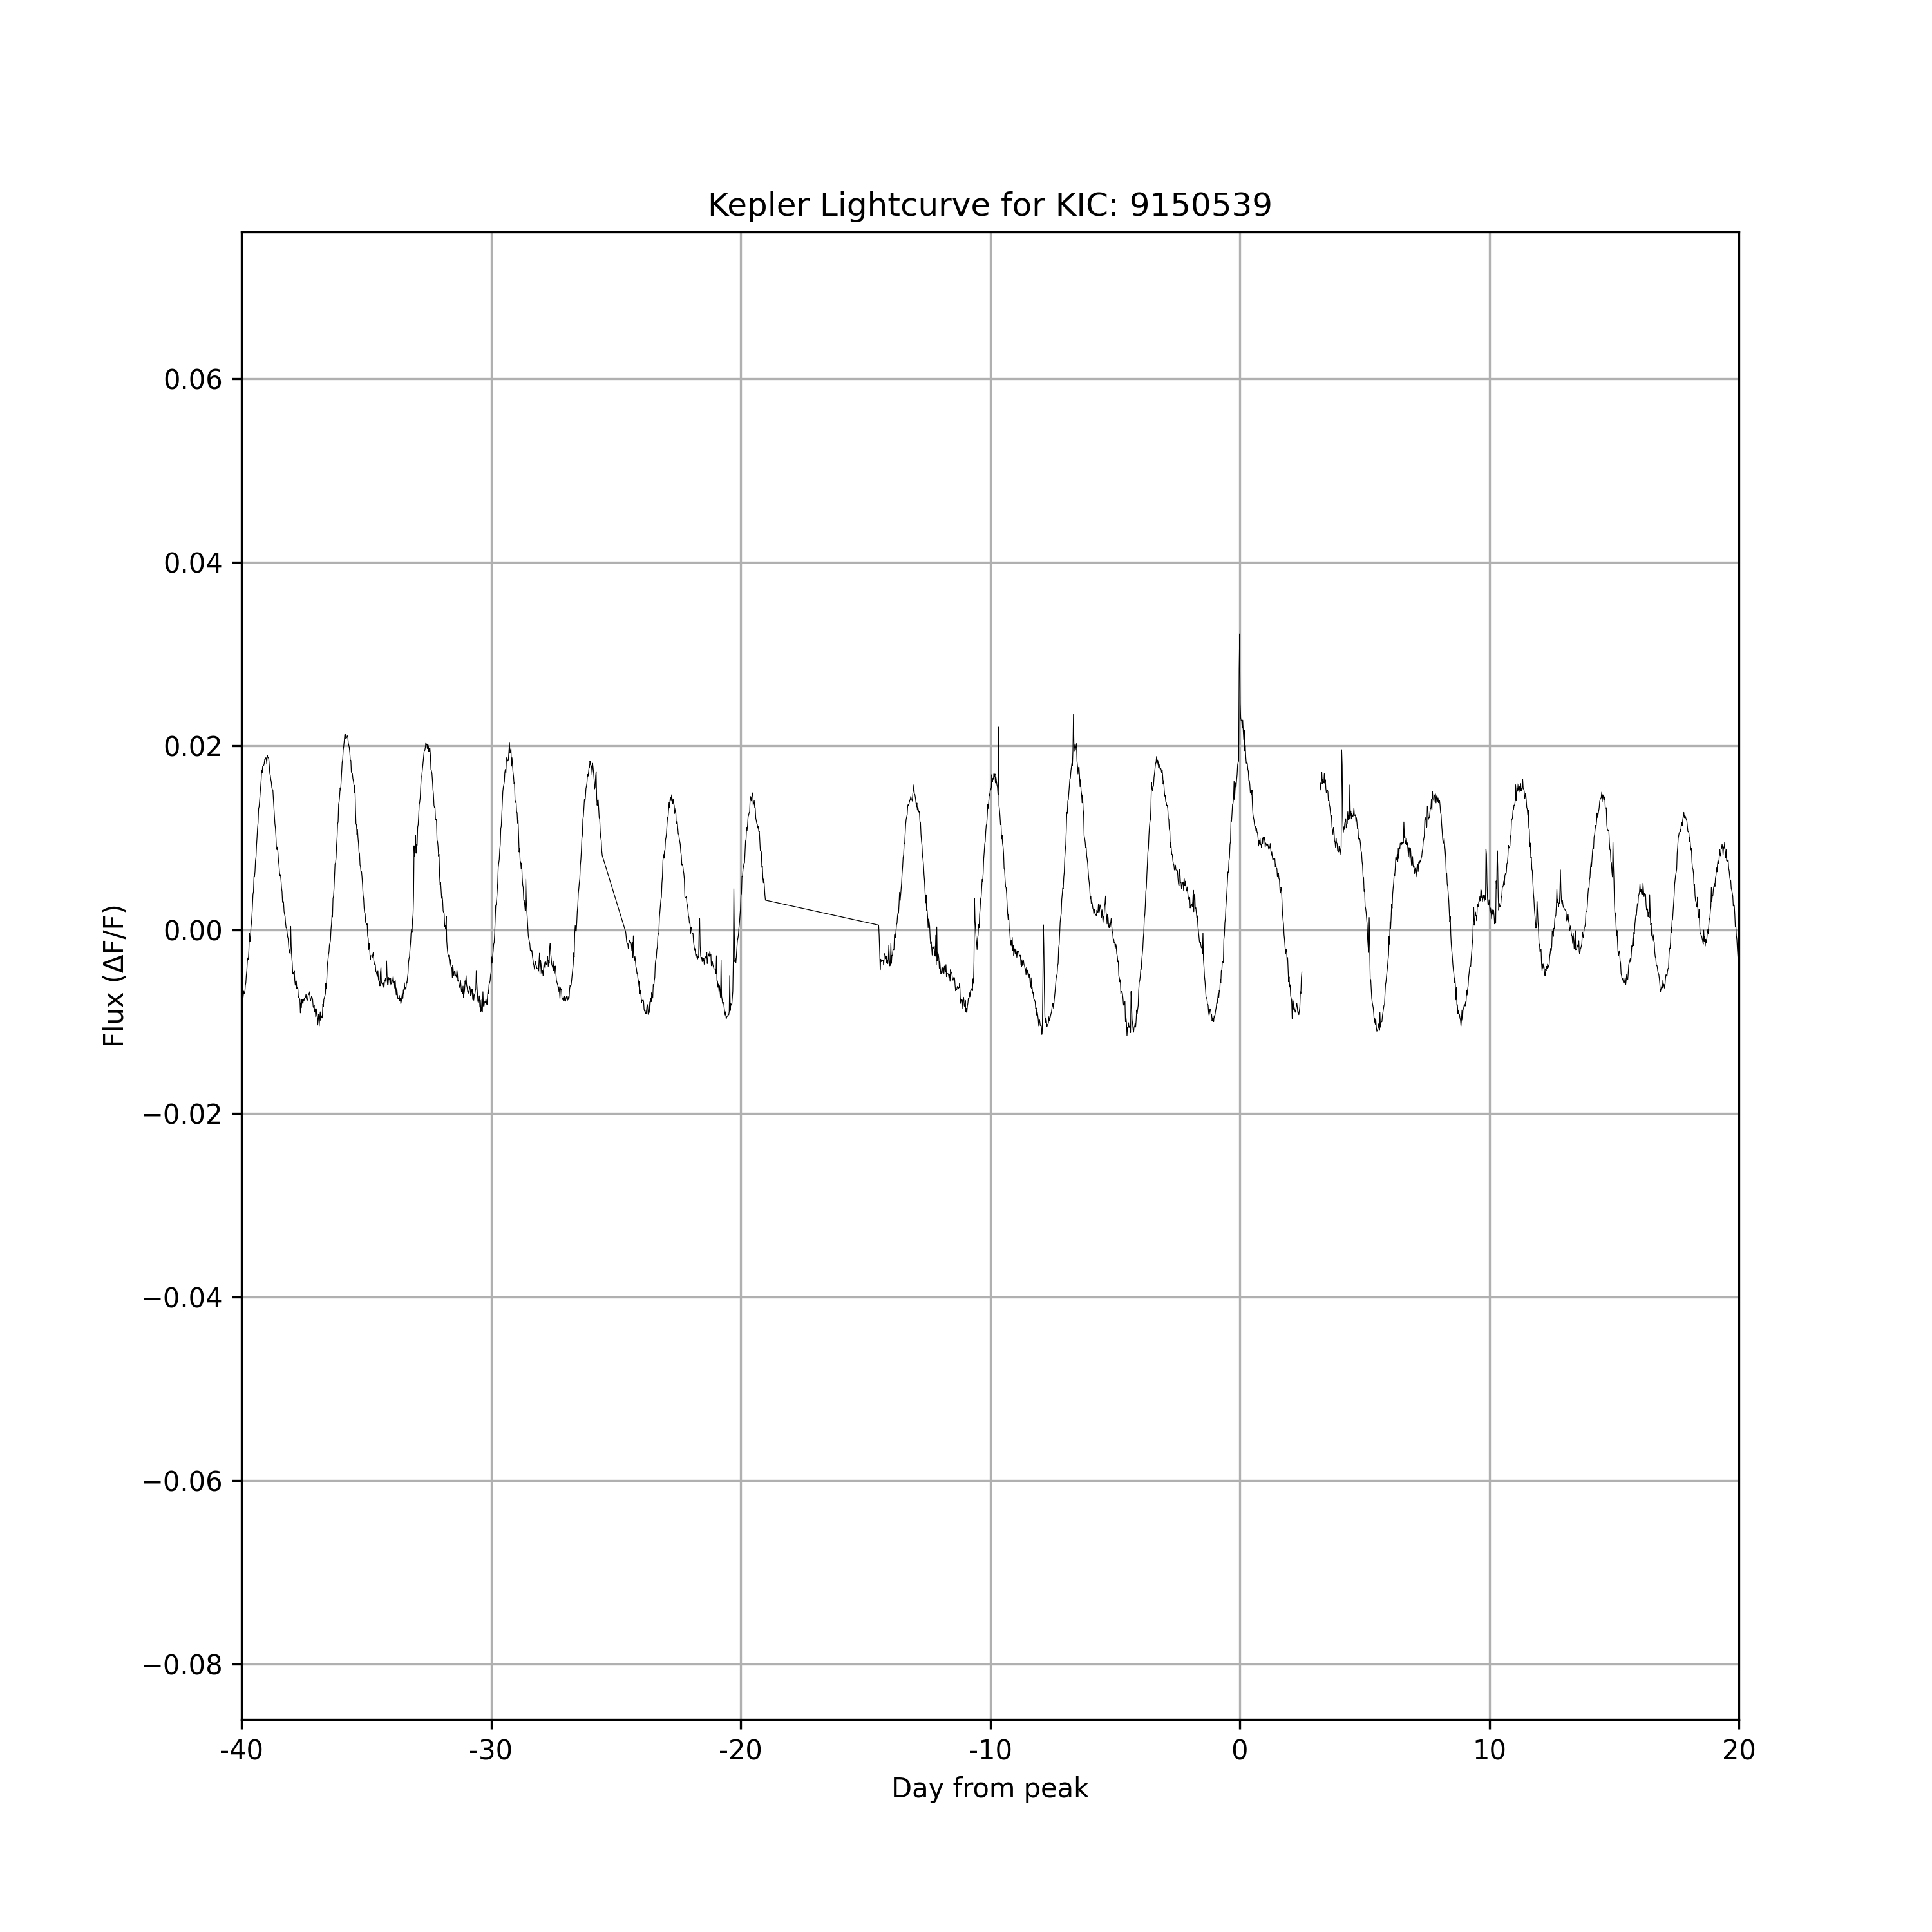 Kepler Lightcurve for KIC: 9150539
Flux (ΔF/F)
0.06
0.04
0.02
0.00
−0.02
−0.04
−0.06
−0.08
-40 -30 -20 -10 0 10 20
Day from peak